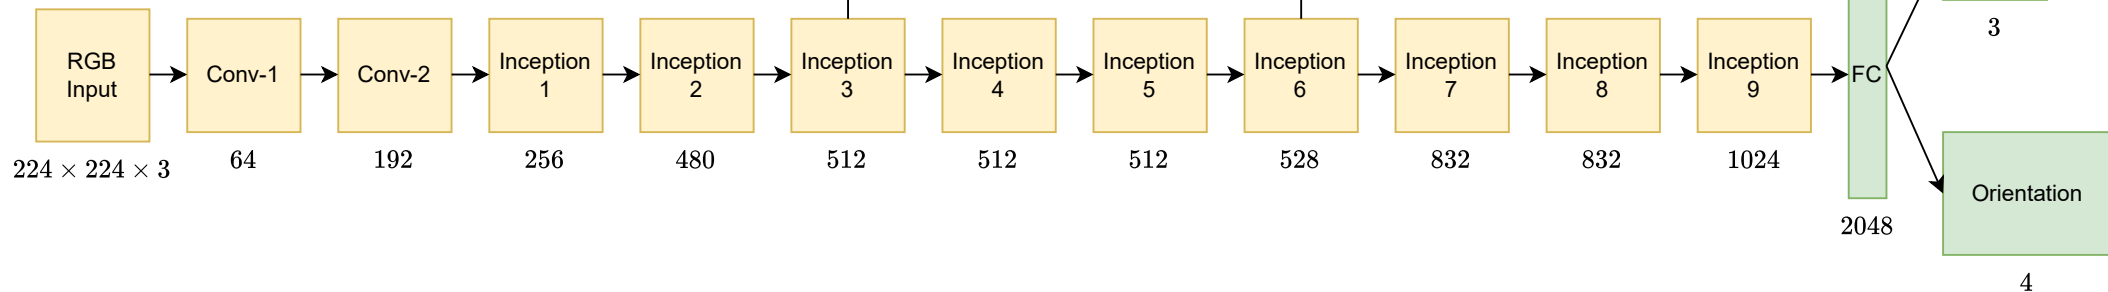 RGB
Input
224 × 224 × 3
Conv-1
64
Conv-2
192
Inception
1
256
Inception
2
480
Inception
3
512
Inception
4
512
Inception
5
512
Inception
6
528
Inception
7
832
Inception
8
832
Inception
9
1024
FC
2048
3
Orientation
4